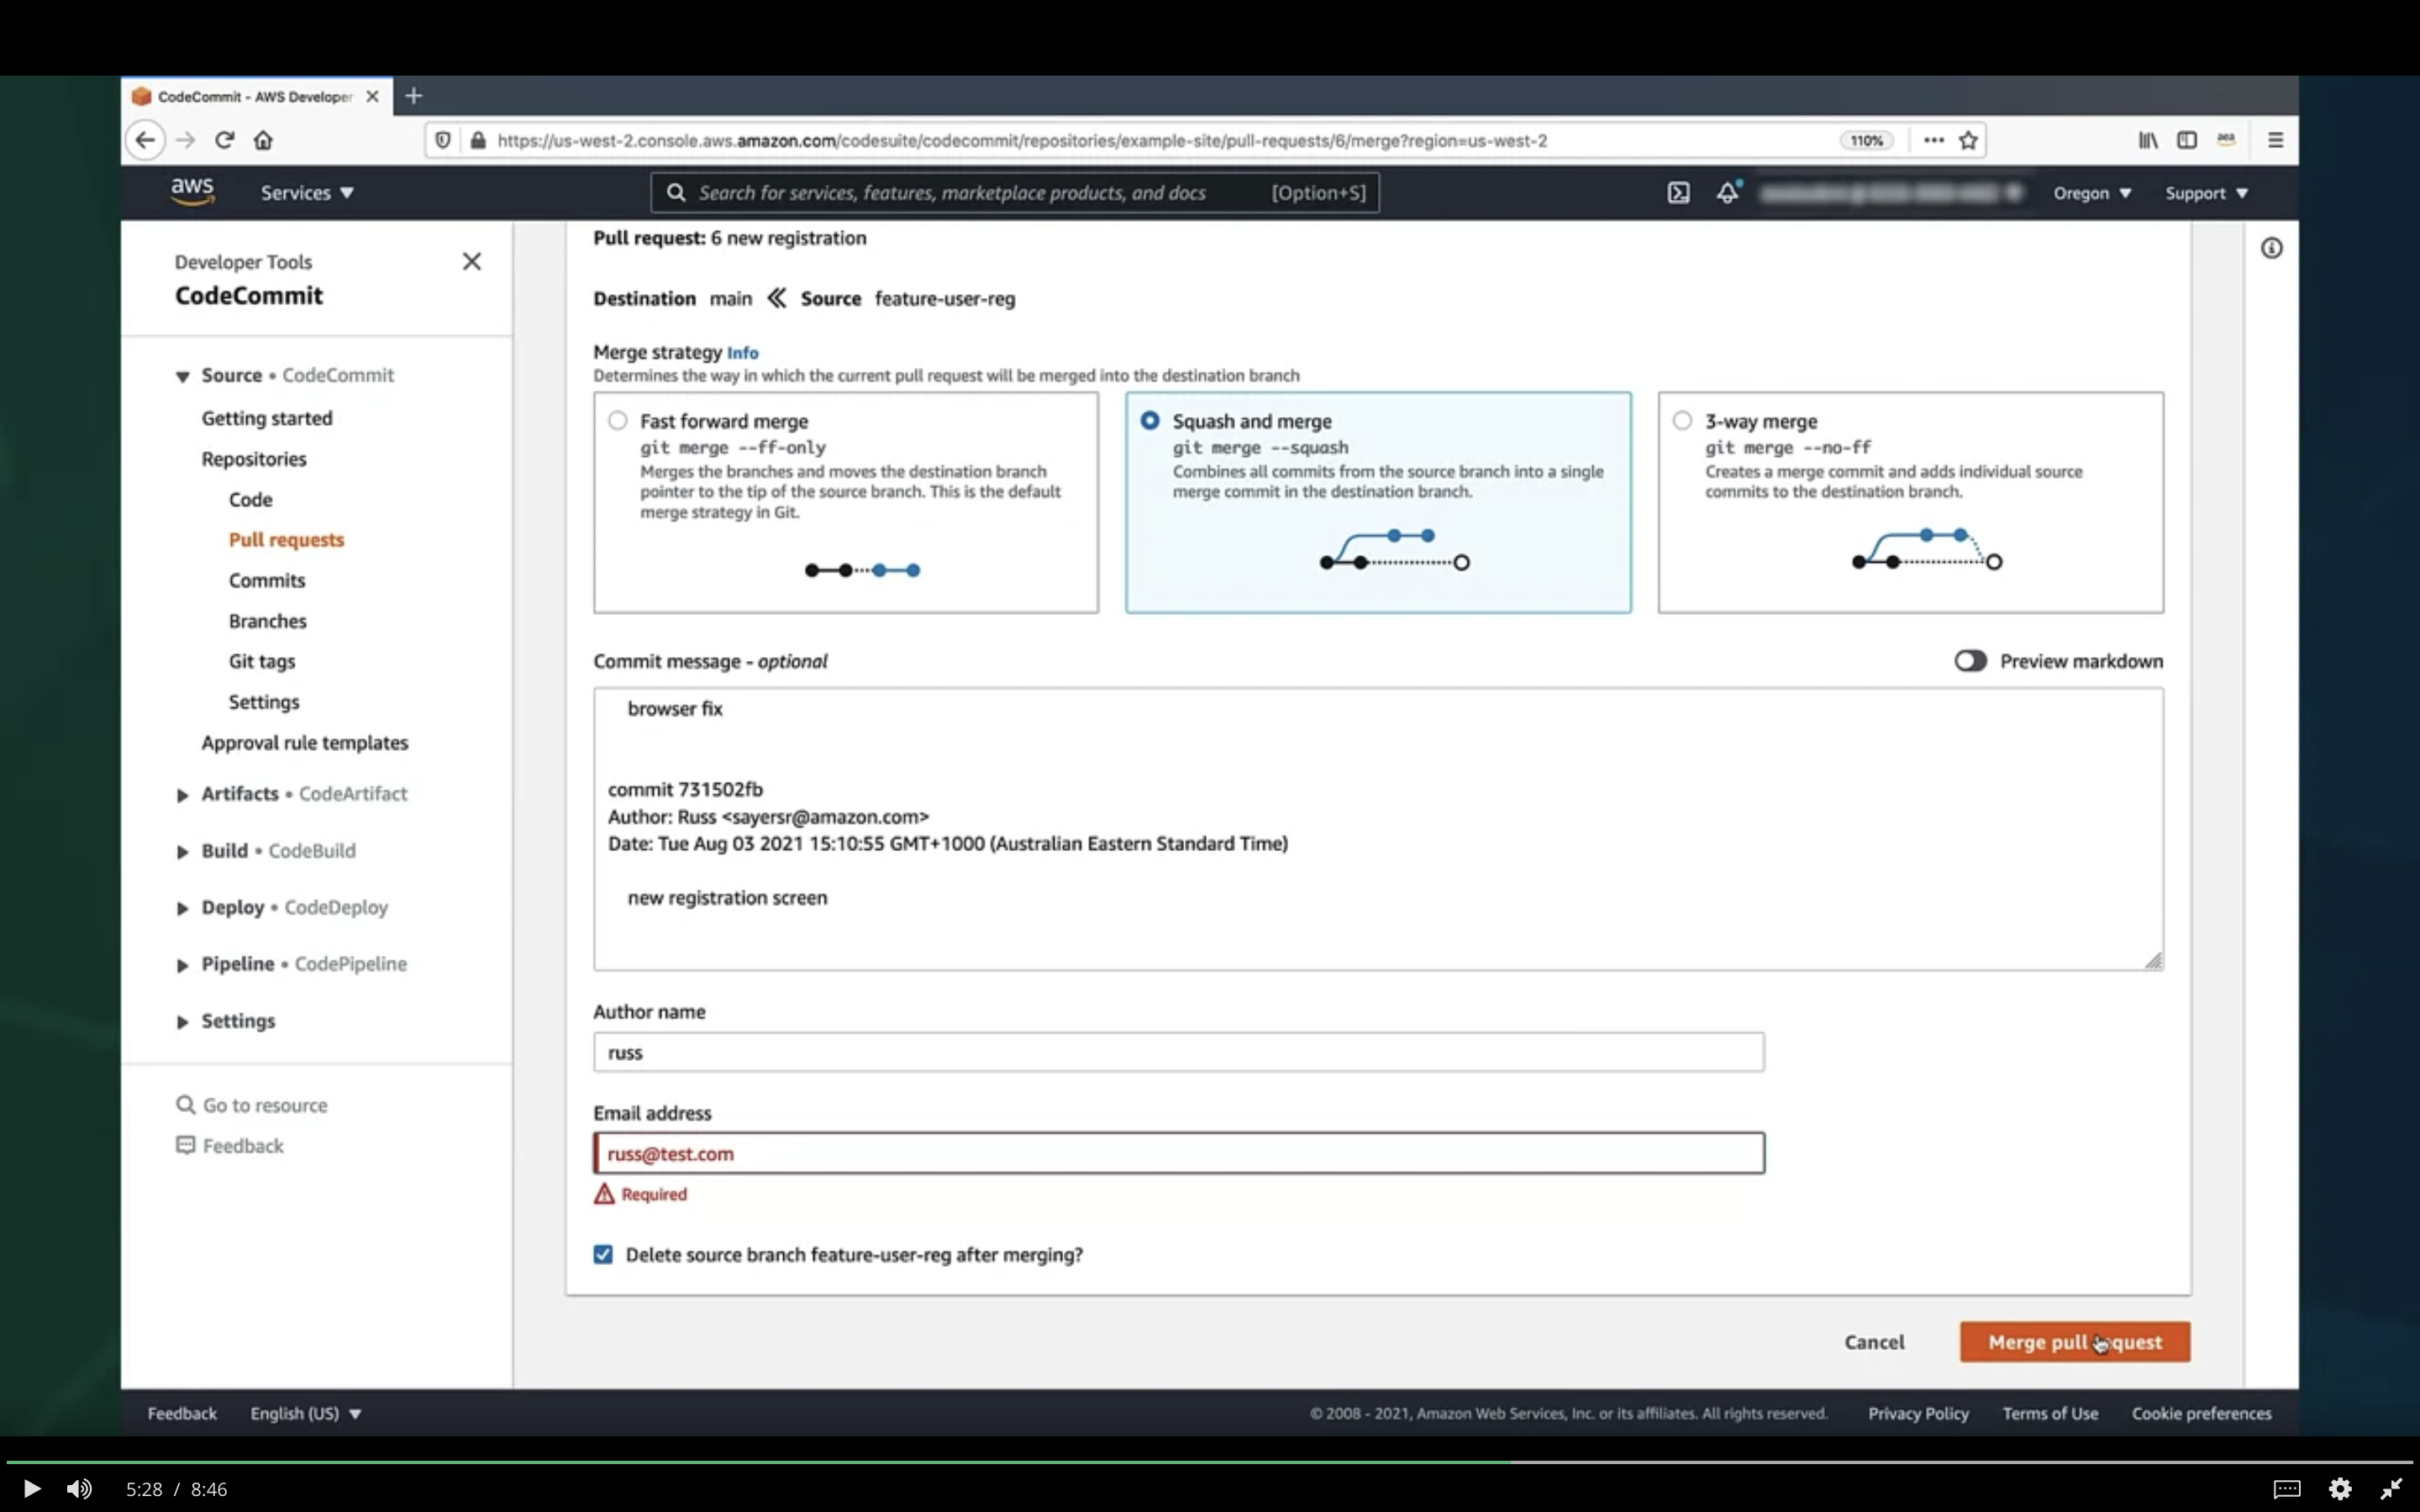 CodeCommit - AWS Developer
https://us-west-2.console.aws.amazon.com/codesuite/codecommit/repositories/example-site/pull-requests/6/merge?region=us-west-2
110%
aws
Services
Search for services, features, marketplace products, and docs
[Option+S]
Oregon
Support
Developer Tools
CodeCommit
Source • CodeCommit
Getting started
Repositories
Code
Pull requests
Commits
Branches
Git tags
Settings
Approval rule templates
Artifacts • CodeArtifact
Build • CodeBuild
Deploy • CodeDeploy
Pipeline • CodePipeline
Settings
Go to resource
Feedback
Pull request: 6 new registration
Destination main Source feature-user-reg
Merge strategy Info
Determines the way in which the current pull request will be merged into the destination branch
Fast forward merge
git merge --ff-only
Merges the branches and moves the destination branch
pointer to the tip of the source branch. This is the default
merge strategy in Git.
Squash and merge
git merge --squash
Combines all commits from the source branch into a single
merge commit in the destination branch.
3-way merge
git merge --no-ff
Creates a merge commit and adds individual source
commits to the destination branch.
Commit message - optional
Preview markdown
browser fix
commit 731502fb
Author: Russ <sayersr@amazon.com>
Date: Tue Aug 03 2021 15:10:55 GMT+1000 (Australian Eastern Standard Time)
new registration screen
Author name
russ
Email address
russ@test.com
Required
Delete source branch feature-user-reg after merging?
Cancel
Merge pull request
Feedback
English (US)
© 2008 - 2021, Amazon Web Services, Inc. or its affiliates. All rights reserved.
Privacy Policy
Terms of Use
Cookie preferences
5:28 / 8:46